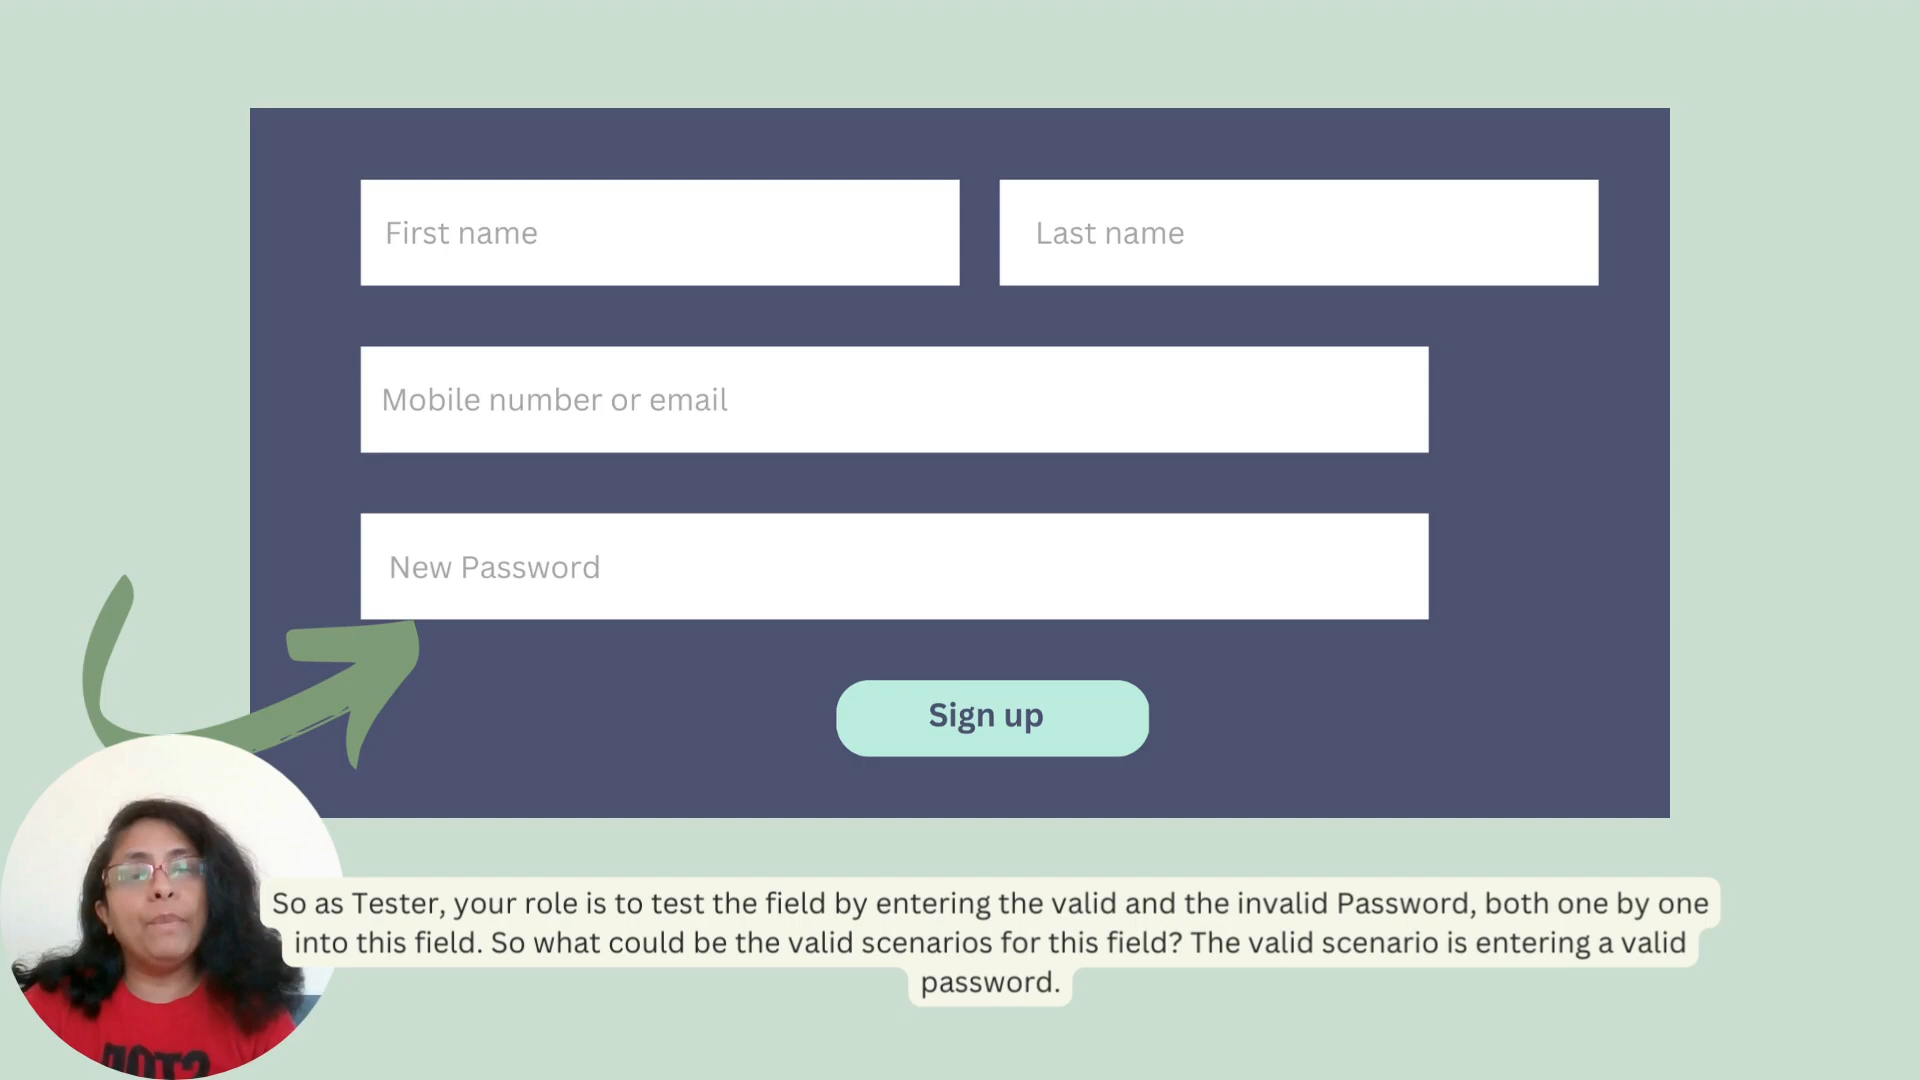 First name
Last name
Mobile number or email
New Password
Sign up
So as Tester, your role is to test the field by entering the valid and the invalid Password, both one by one
into this field. So what could be the valid scenarios for this field? The valid scenario is entering a valid
password.